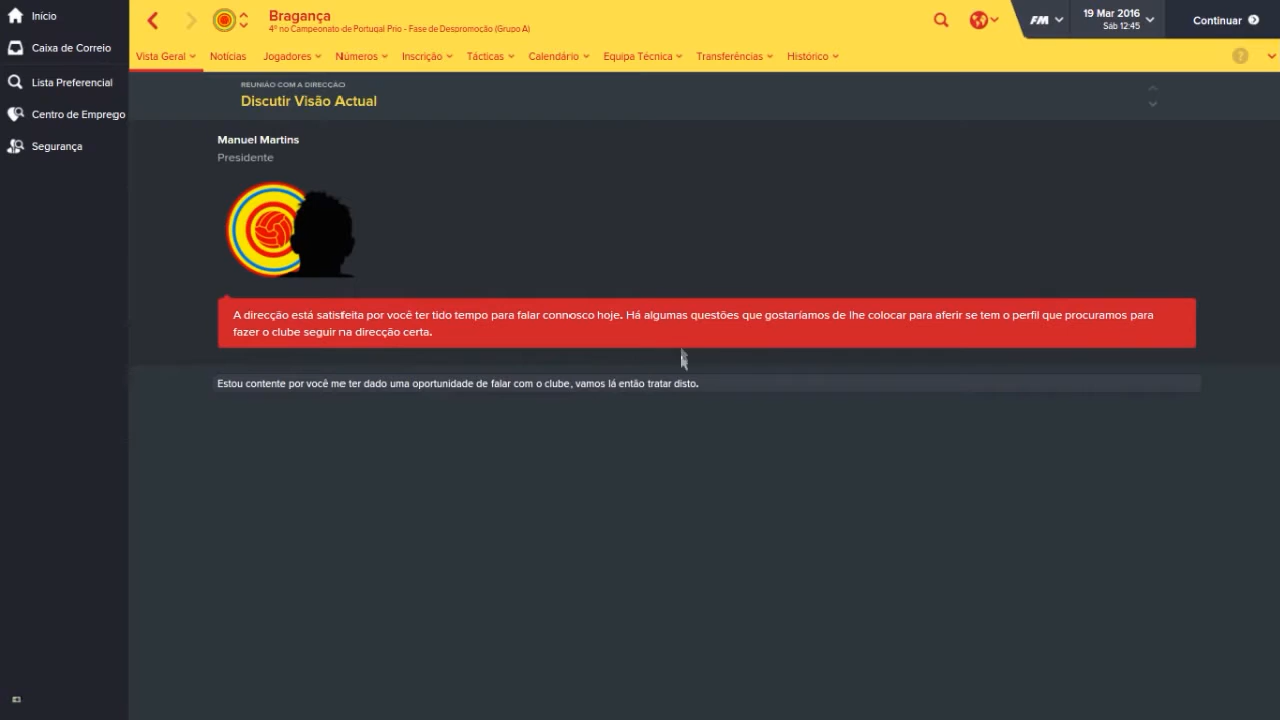 Início
Caixa de Correio
Lista Preferencial
Centro de Emprego
Segurança
Bragança
4º no Campeonato de Portugal Prio - Fase de Despromoção (Grupo A)
FM
19 Mar 2016
Sáb 12:45
Continuar
Vista Geral
Notícias
Jogadores
Números
Inscrição
Tácticas
Calendário
Equipa Técnica
Transferências
Histórico
?
REUNIÃO COM A DIRECÇÃO
Discutir Visão Actual
Manuel Martins
Presidente
A direcção está satisfeita por você ter tido tempo para falar connosco hoje. Há algumas questões que gostaríamos de lhe colocar para aferir se tem o perfil que procuramos para
fazer o clube seguir na direcção certa.
Estou contente por você me ter dado uma oportunidade de falar com o clube, vamos lá então tratar disto.